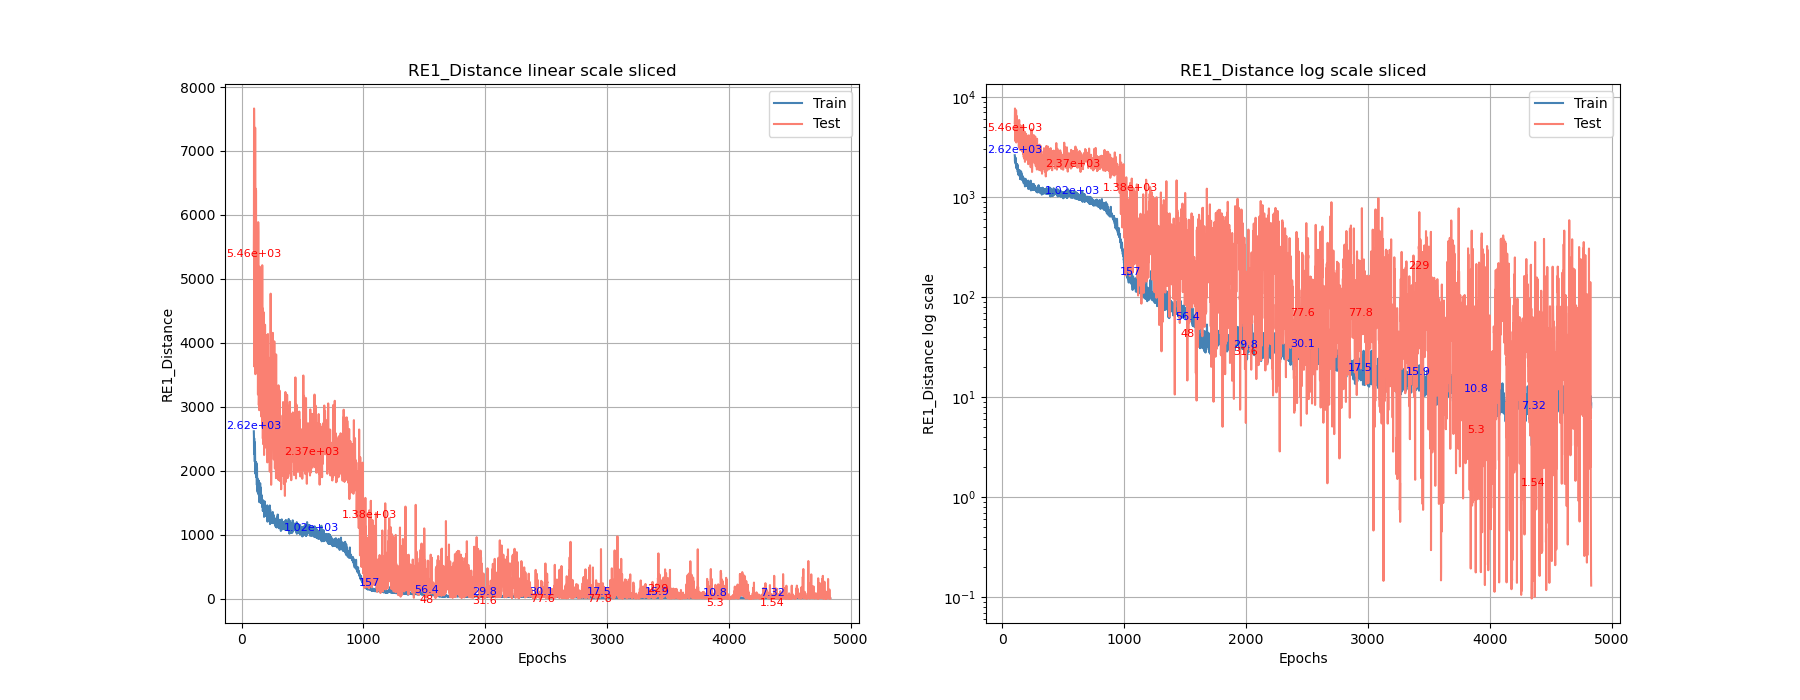 RE1_Distance linear scale sliced
RE1_Distance
8000
7000
6000
5000
4000
3000
2000
1000
0
Train
Test
5.46e+03
2.62e+03
2.37e+03
1.02e+03
1.38e+03
157
56.4
48
29.8
31.6
30.1
77.6
17.5
77.8
229
15.9
10.8
5.3
7.32
1.54
0 1000 2000 3000 4000 5000
Epochs
RE1_Distance log scale sliced
RE1_Distance log scale
10^4
10^3
10^2
10^1
10^0
10^-1
Train
Test
5.46e+03
2.62e+03
2.37e+03
1.02e+03
1.38e+03
157
56.4
48
29.8
31.6
77.6
30.1
77.8
17.5
229
15.9
10.8
5.3
7.32
1.54
0 1000 2000 3000 4000 5000
Epochs